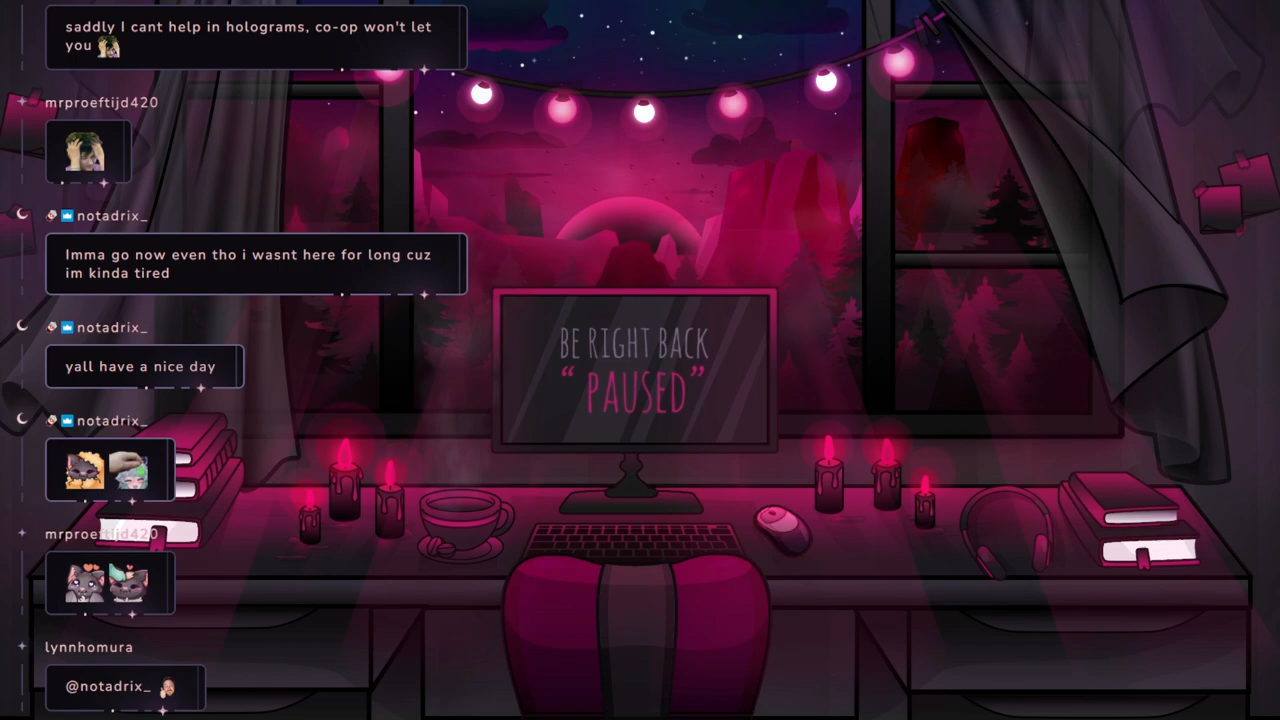 saddly I cant help in holograms, co-op won't let
you
mrproeftijd420
notadrix_
Imma go now even tho i wasnt here for long cuz
im kinda tired
notadrix_
yall have a nice day
notadrix_
mrproeftijd420
lynnhomura
@notadrix_
BE RIGHT BACK
“ PAUSED”